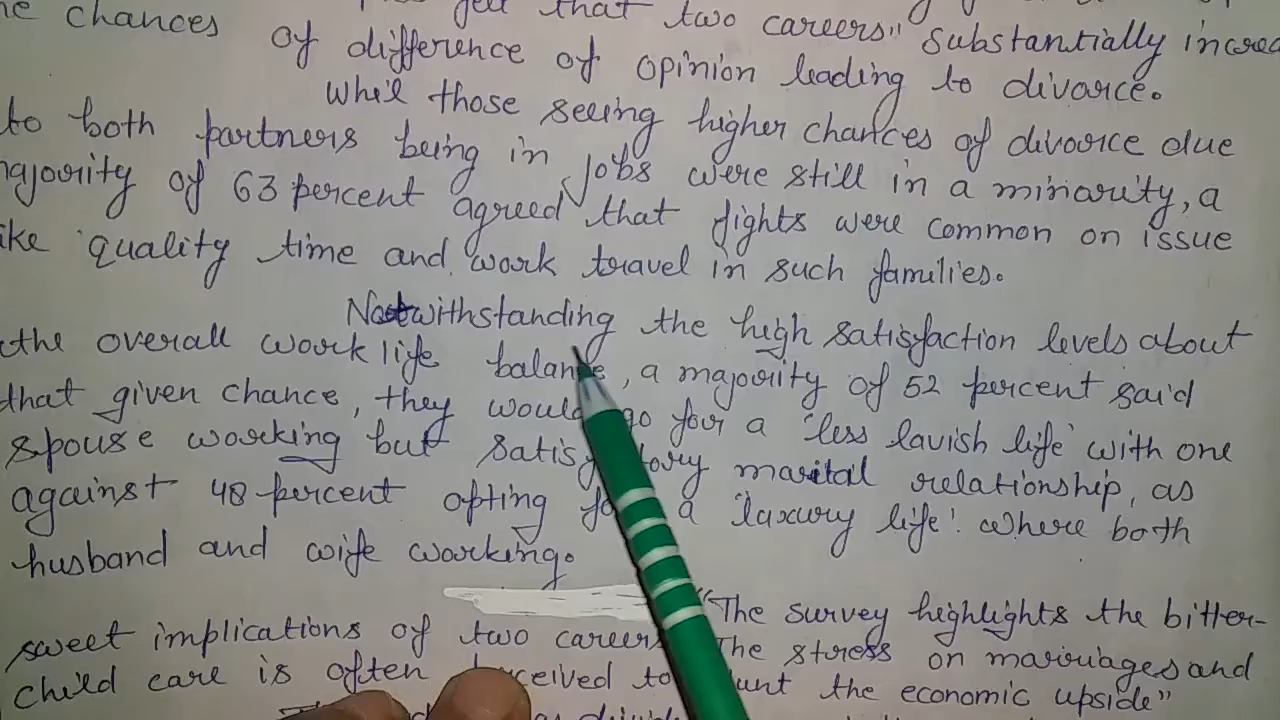 that two careers" substantially
chances of difference of opinion leading to divarce.
Whil those seeing higher chances of divorce due
to both partners being in jobs were still in a minarity, a
majority of 63 percent agreed that fights were common on issue
quality time and work travel in such families.
Notwithstanding the high satisfaction levels about
the overall work life balance, a majority of 52 percent said
that given chance, they would go for a 'less lavish life' with one
spouse working but satisfactory marital relationship, as
against 48 percent opting for a 'luxury life'. where both
husband and wife working.
"The survey highlights the bitter-
sweet implications of two careers The stress on marriages and
child care is often perceived to the economic upside"